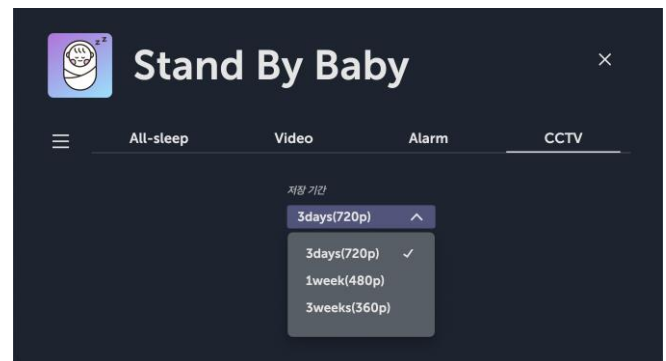 z z
Stand By Baby
All-sleep Video Alarm CCTV
저장 기간
3days(720p)
3days(720p)
1week(480p)
3weeks(360p)